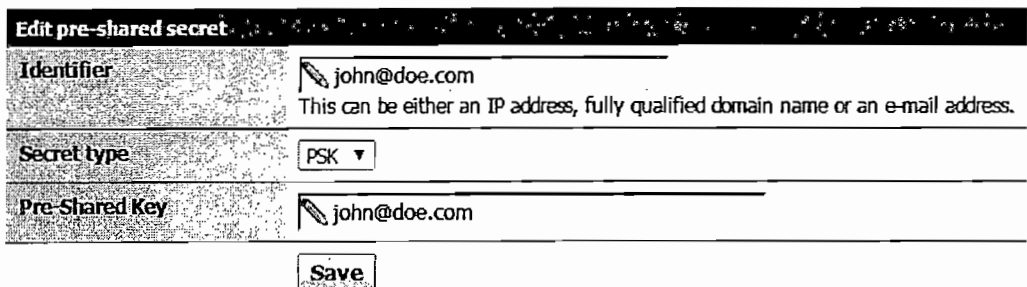 Edit pre-shared secret
Identifier
john@doe.com
This can be either an IP address, fully qualified domain name or an e-mail address.
Secret type
PSK
Pre-Shared Key
john@doe.com
Save